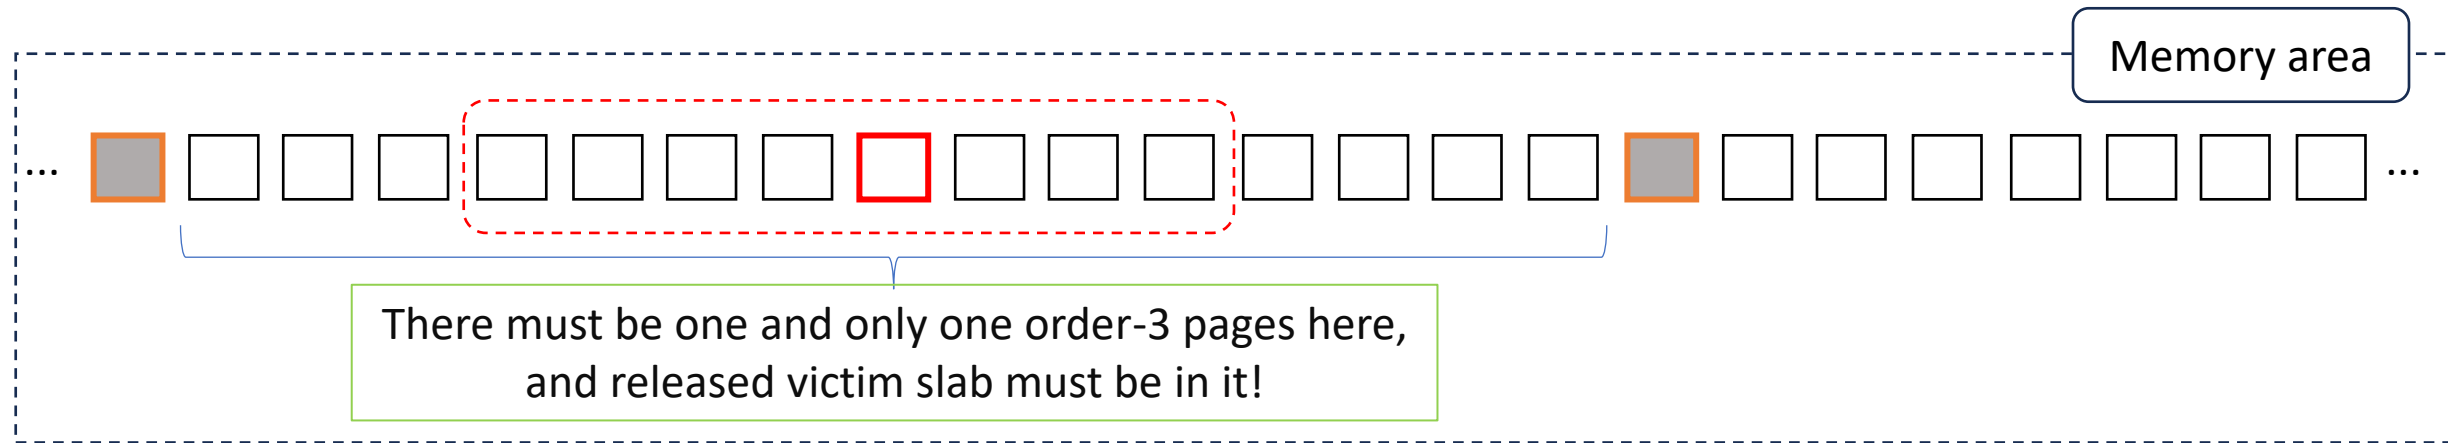 Memory area
...
...
There must be one and only one order-3 pages here,
and released victim slab must be in it!